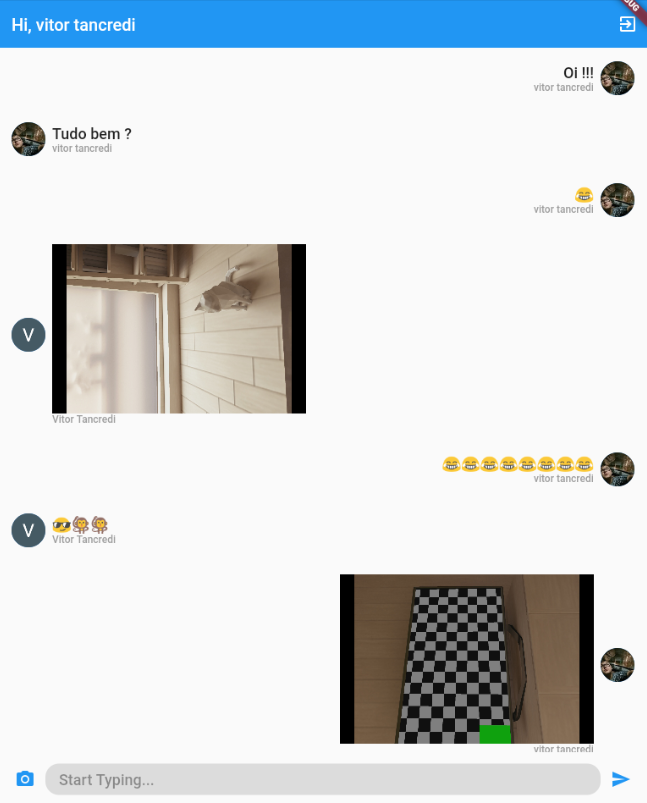 Hi, vitor tancredi
Oi !!!
vitor tancredi
Tudo bem ?
vitor tancredi
😂
vitor tancredi
V
Vitor Tancredi
😂😂😂😂😂😂😂😂
vitor tancredi
V
😎🙊🙊
Vitor Tancredi
vitor tancredi
Start Typing...